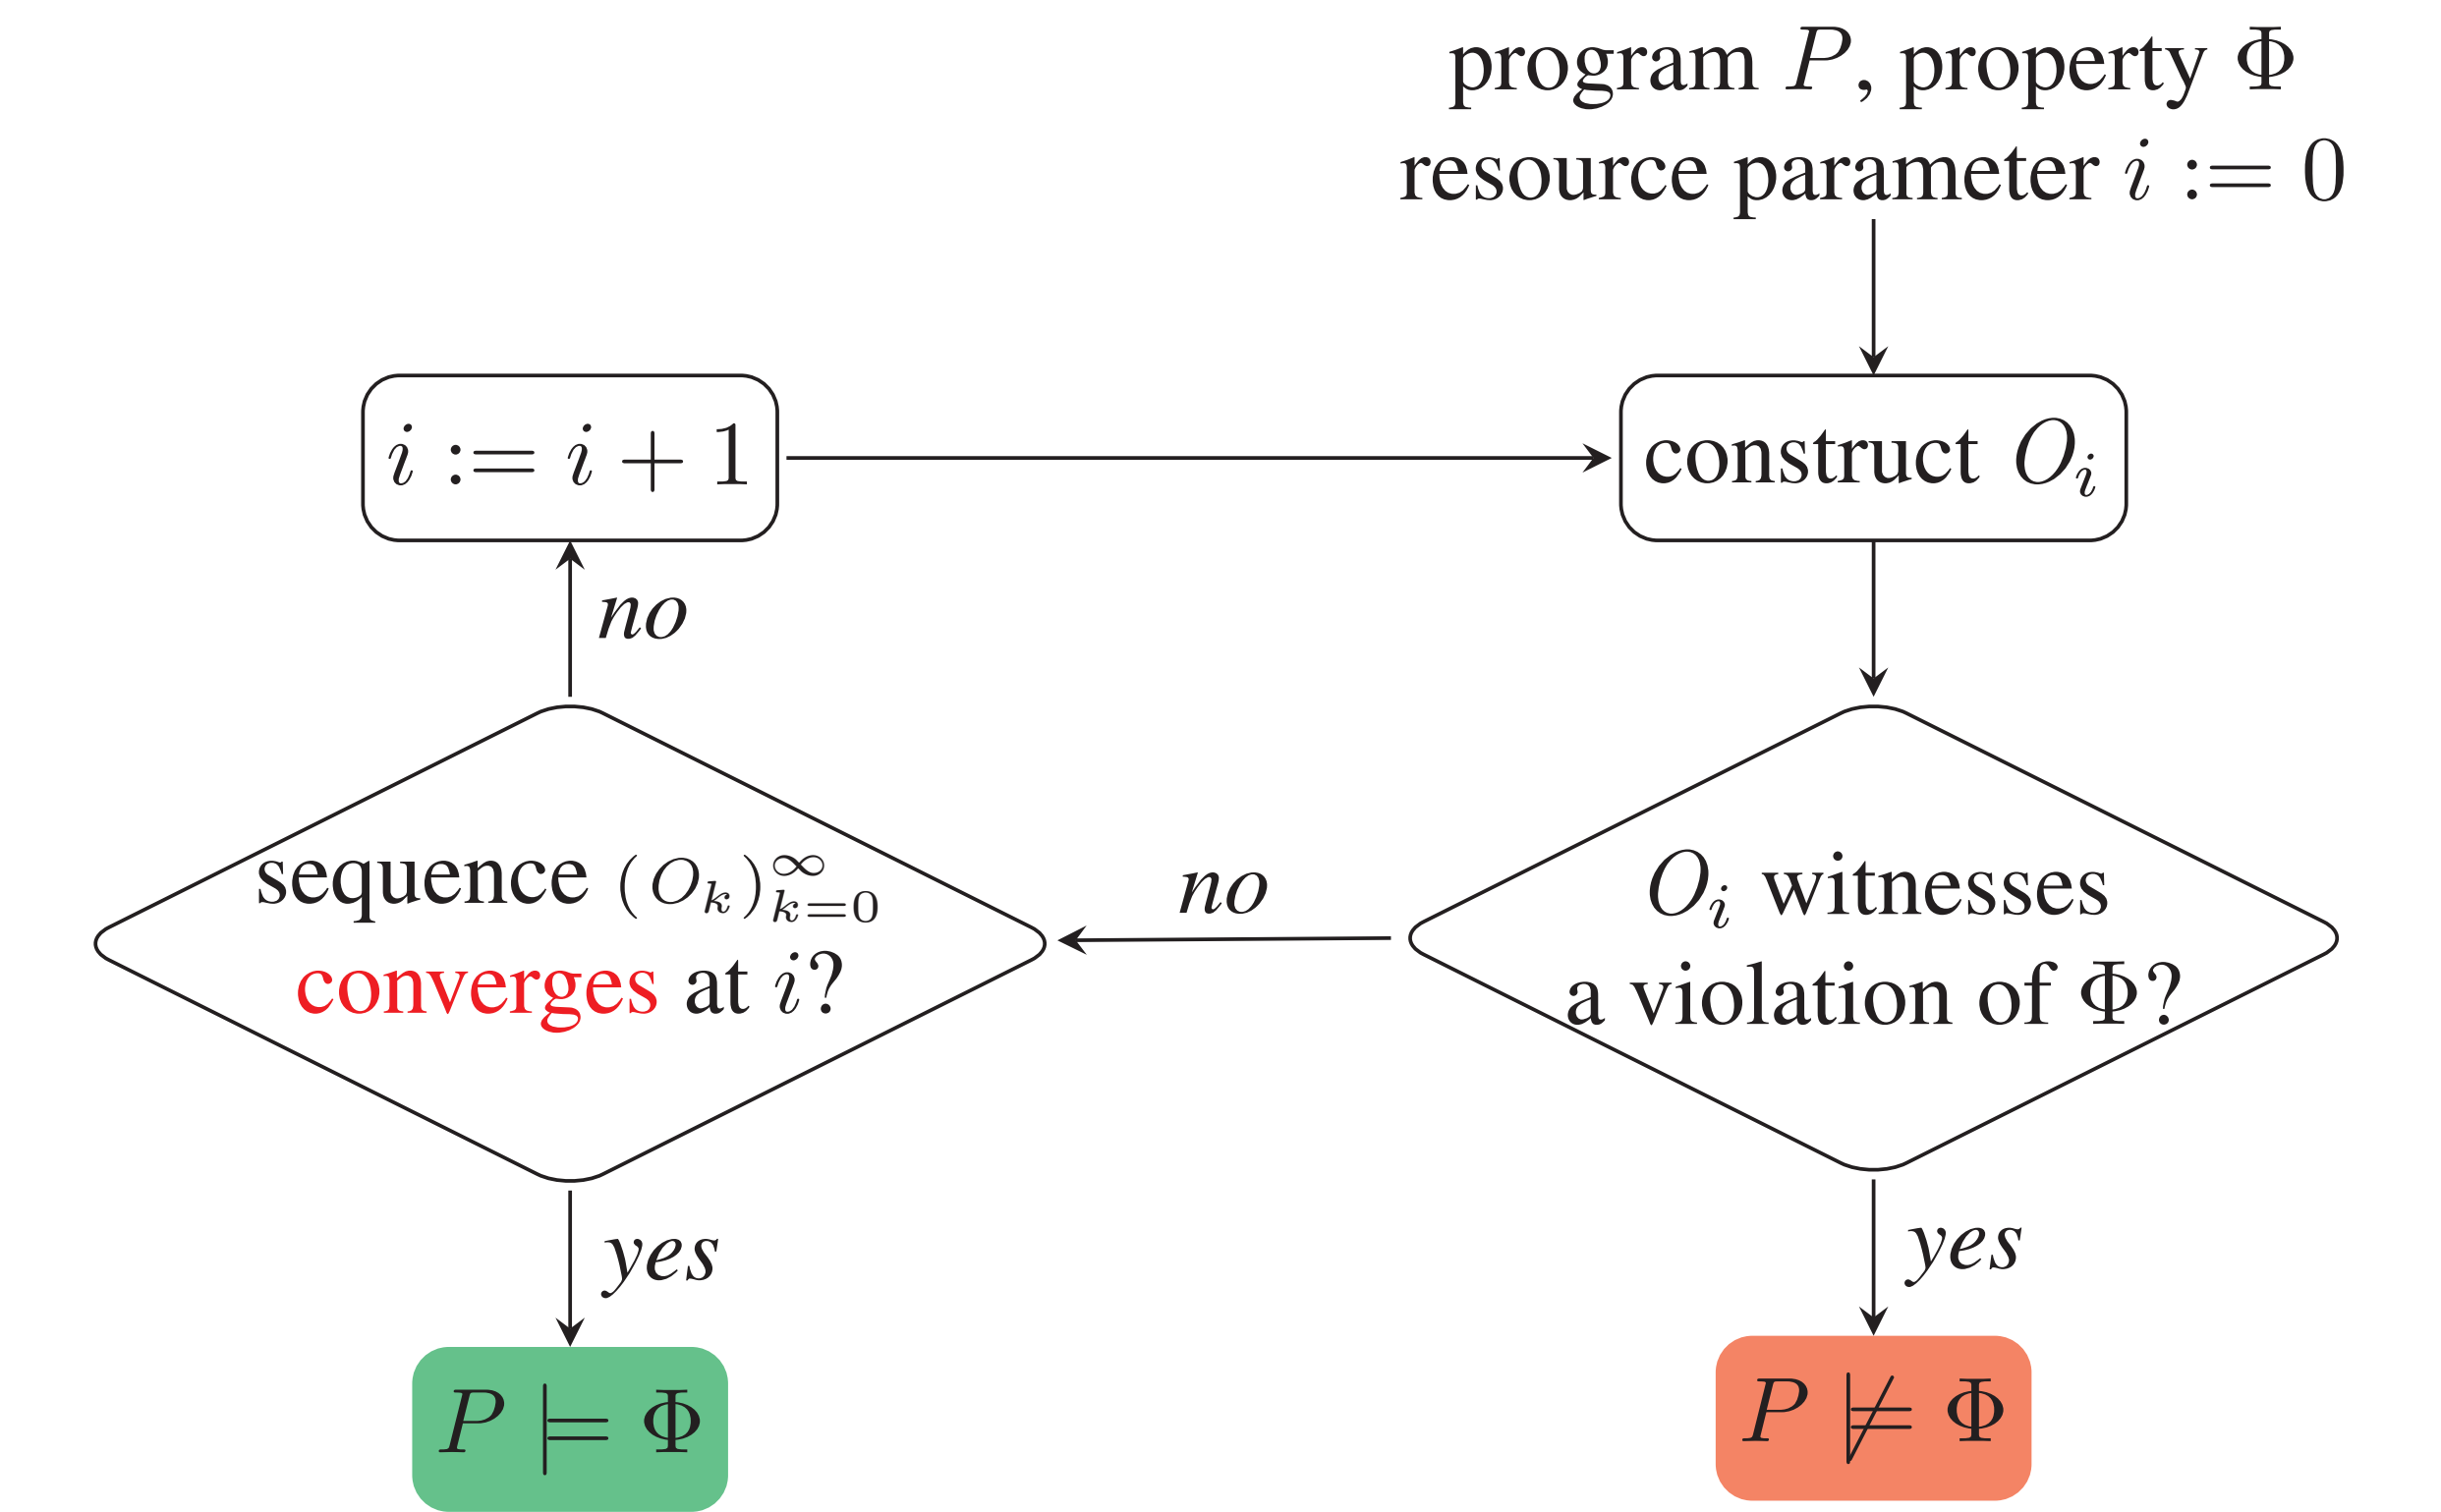 program P, property Φ
resource parameter i := 0
i := i + 1
construct O_i
no
sequence (O_k)_{k=0}^∞
converges at i?
no
O_i witnesses
a violation of Φ?
yes
yes
P ⊨ Φ
P ⊭ Φ